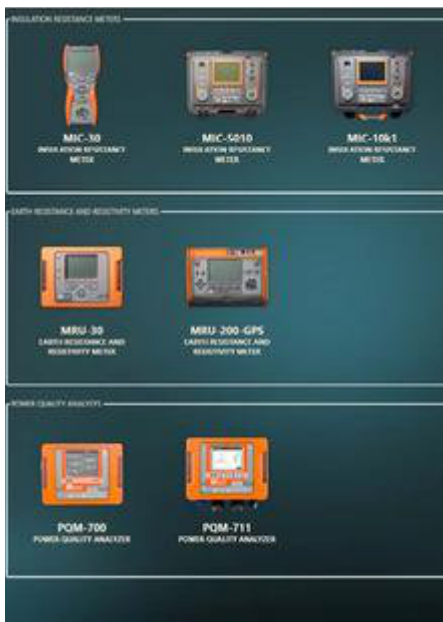 INSULATION RESISTANCE METERS
MIC-30
INSULATION RESISTANCE
METER
MIC-5010
INSULATION RESISTANCE
METER
MIC-10k1
INSULATION RESISTANCE
METER
EARTH RESISTANCE AND RESISTIVITY METERS
MRU-30
EARTH RESISTANCE AND
RESISTIVITY METER
MRU-200-GPS
EARTH RESISTANCE AND
RESISTIVITY METER
POWER QUALITY ANALYZERS
PQM-700
POWER QUALITY ANALYZER
PQM-711
POWER QUALITY ANALYZER